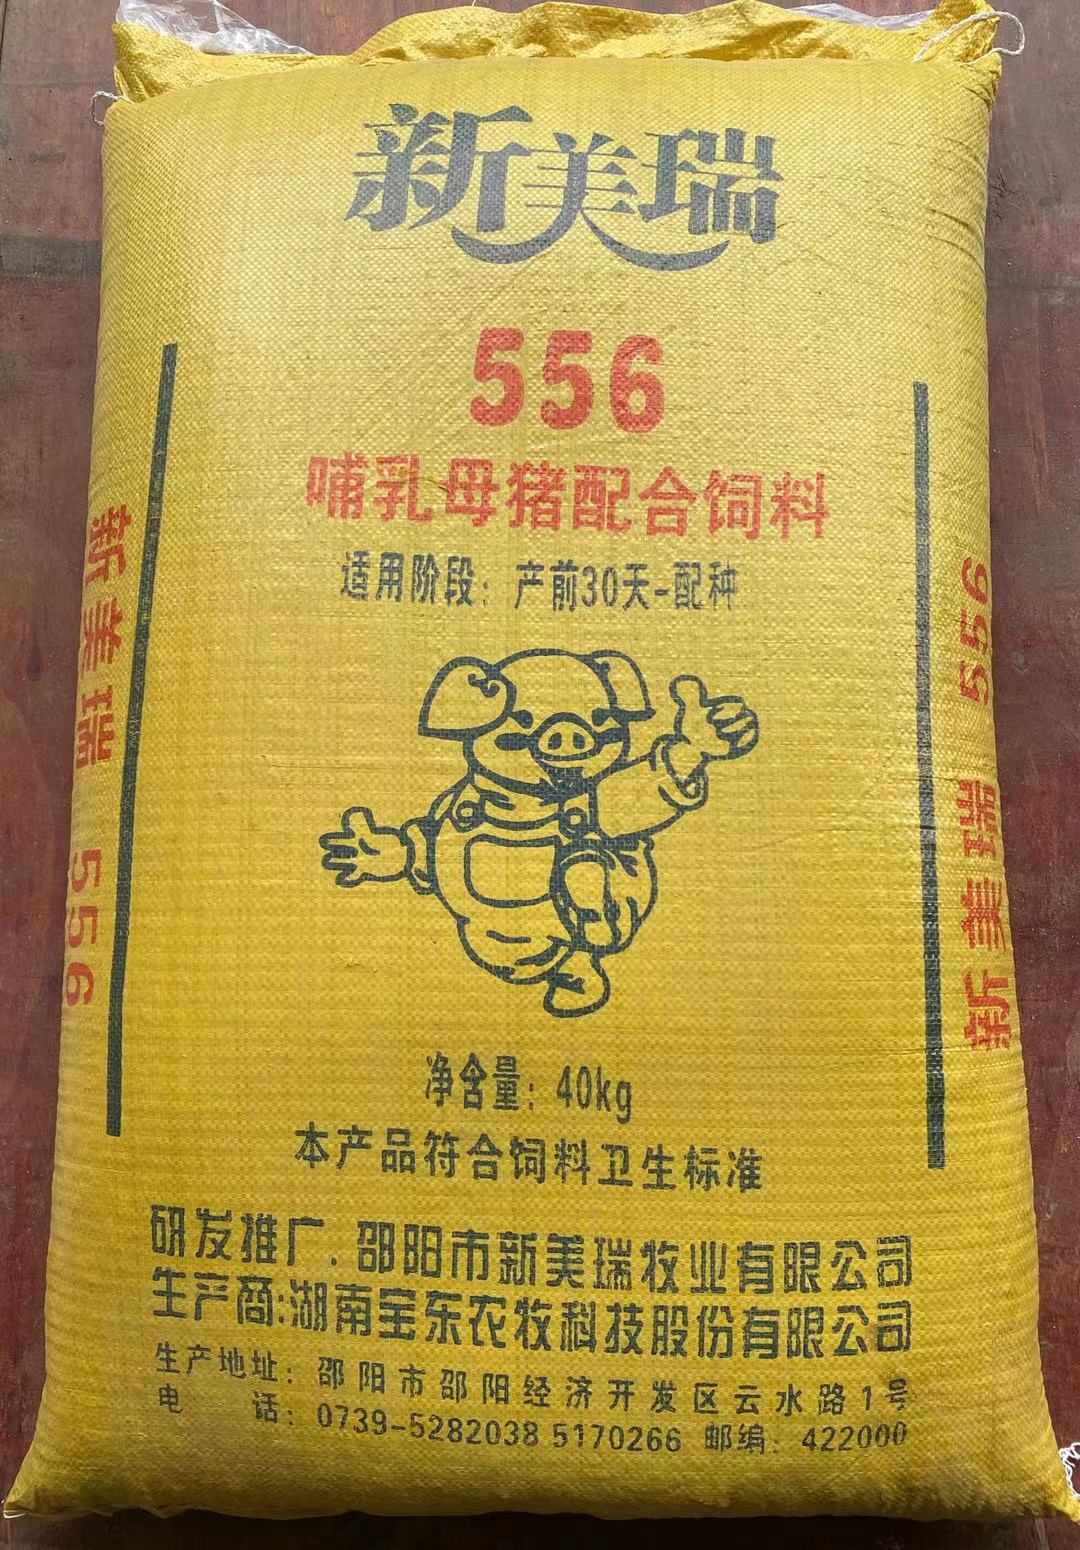 新美瑞
556
哺乳母猪配合饲料
适用阶段：产前30天-配种
新美瑞 556
新美瑞 556
净含量：40kg
本产品符合饲料卫生标准
研发推广：邵阳市新美瑞牧业有限公司
生产商:湖南宝东农牧科技股份有限公司
生产地址：邵阳市邵阳经济开发区云水路1号
电 话：0739-5282038 5170266 邮编：422000